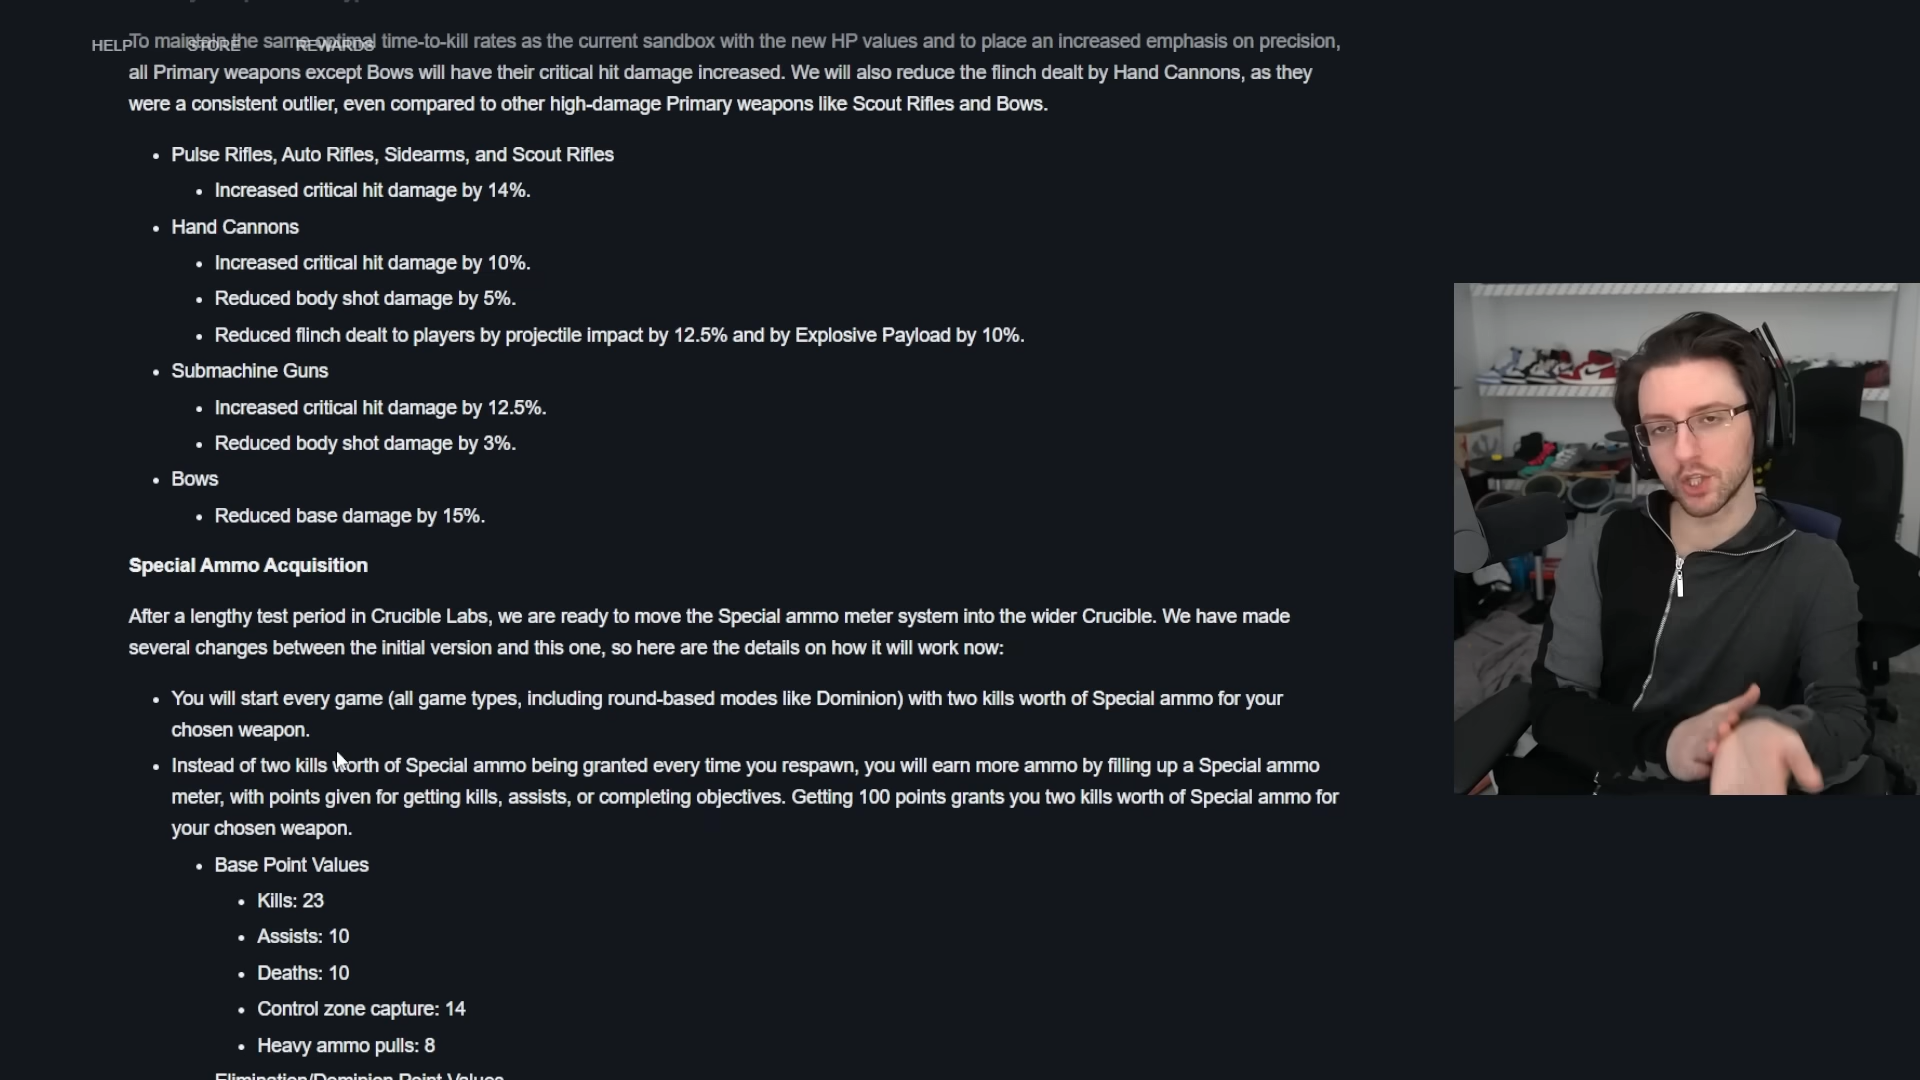 HELP STORE REWARDS
To maintain the same optimal time-to-kill rates as the current sandbox with the new HP values and to place an increased emphasis on precision,
all Primary weapons except Bows will have their critical hit damage increased. We will also reduce the flinch dealt by Hand Cannons, as they
were a consistent outlier, even compared to other high-damage Primary weapons like Scout Rifles and Bows.
• Pulse Rifles, Auto Rifles, Sidearms, and Scout Rifles
• Increased critical hit damage by 14%.
• Hand Cannons
• Increased critical hit damage by 10%.
• Reduced body shot damage by 5%.
• Reduced flinch dealt to players by projectile impact by 12.5% and by Explosive Payload by 10%.
• Submachine Guns
• Increased critical hit damage by 12.5%.
• Reduced body shot damage by 3%.
• Bows
• Reduced base damage by 15%.
Special Ammo Acquisition
After a lengthy test period in Crucible Labs, we are ready to move the Special ammo meter system into the wider Crucible. We have made
several changes between the initial version and this one, so here are the details on how it will work now:
• You will start every game (all game types, including round-based modes like Dominion) with two kills worth of Special ammo for your
chosen weapon.
• Instead of two kills worth of Special ammo being granted every time you respawn, you will earn more ammo by filling up a Special ammo
meter, with points given for getting kills, assists, or completing objectives. Getting 100 points grants you two kills worth of Special ammo for
your chosen weapon.
• Base Point Values
• Kills: 23
• Assists: 10
• Deaths: 10
• Control zone capture: 14
• Heavy ammo pulls: 8
Elimination/Dominion Point Values